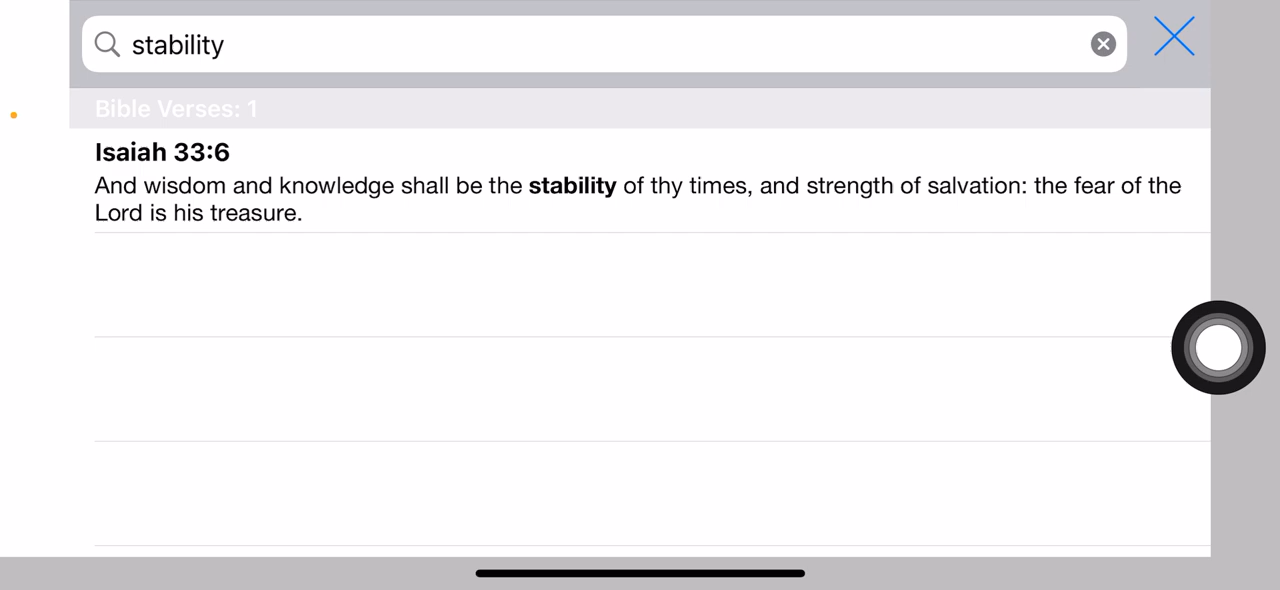 stability
Bible Verses: 1
Isaiah 33:6
And wisdom and knowledge shall be the stability of thy times, and strength of salvation: the fear of the
Lord is his treasure.